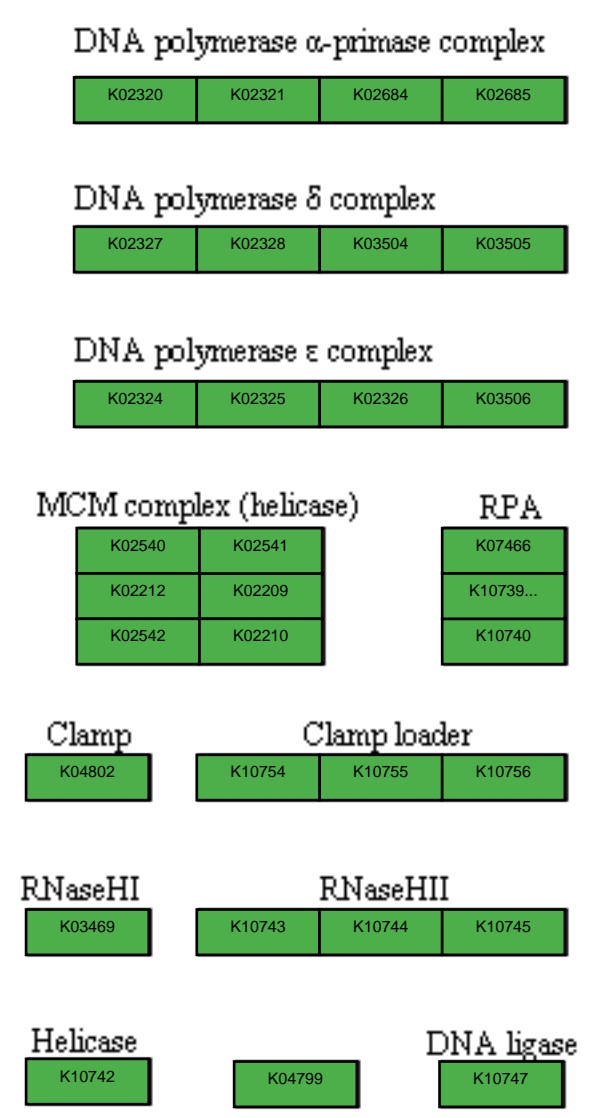 DNA polymerase α-primase complex
K02320 K02321 K02684 K02685
DNA polymerase δ complex
K02327 K02328 K03504 K03505
DNA polymerase ε complex
K02324 K02325 K02326 K03506
MCM complex (helicase) RPA
K02540 K02541 K07466
K02212 K02209 K10739...
K02542 K02210 K10740
Clamp Clamp loader
K04802 K10754 K10755 K10756
RNaseHI RNaseHII
K03469 K10743 K10744 K10745
Helicase DNA ligase
K10742 K04799 K10747